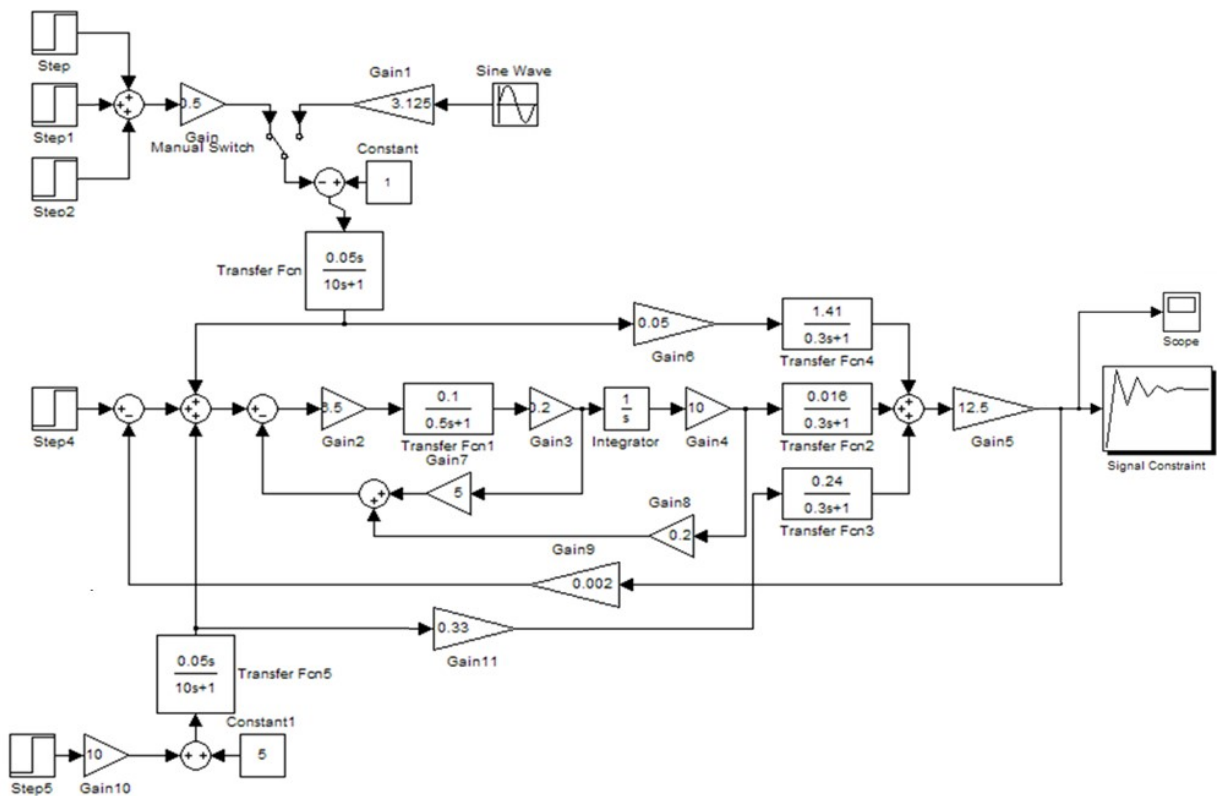 Step
Step1
Step2
0.5
Gain
Manual Switch
Gain1
3.125
Sine Wave
Constant
- +
1
Transfer Fcn
0.05s
10s+1
0.05
Gain6
1.41
0.3s+1
Transfer Fcn4
Scope
Step4
Gain2
0.1
0.5s+1
Transfer Fcn1
0.2
Gain3
1
s
Integrator
10
Gain4
0.016
0.3s+1
Transfer Fcn2
12.5
Gain5
Signal Constraint
Gain7
5
Gain8
0.2
0.24
0.3s+1
Transfer Fcn3
Gain9
0.002
0.33
Gain11
0.05s
10s+1
Transfer Fcn5
Constant1
Step5
10
Gain10
+ +
5